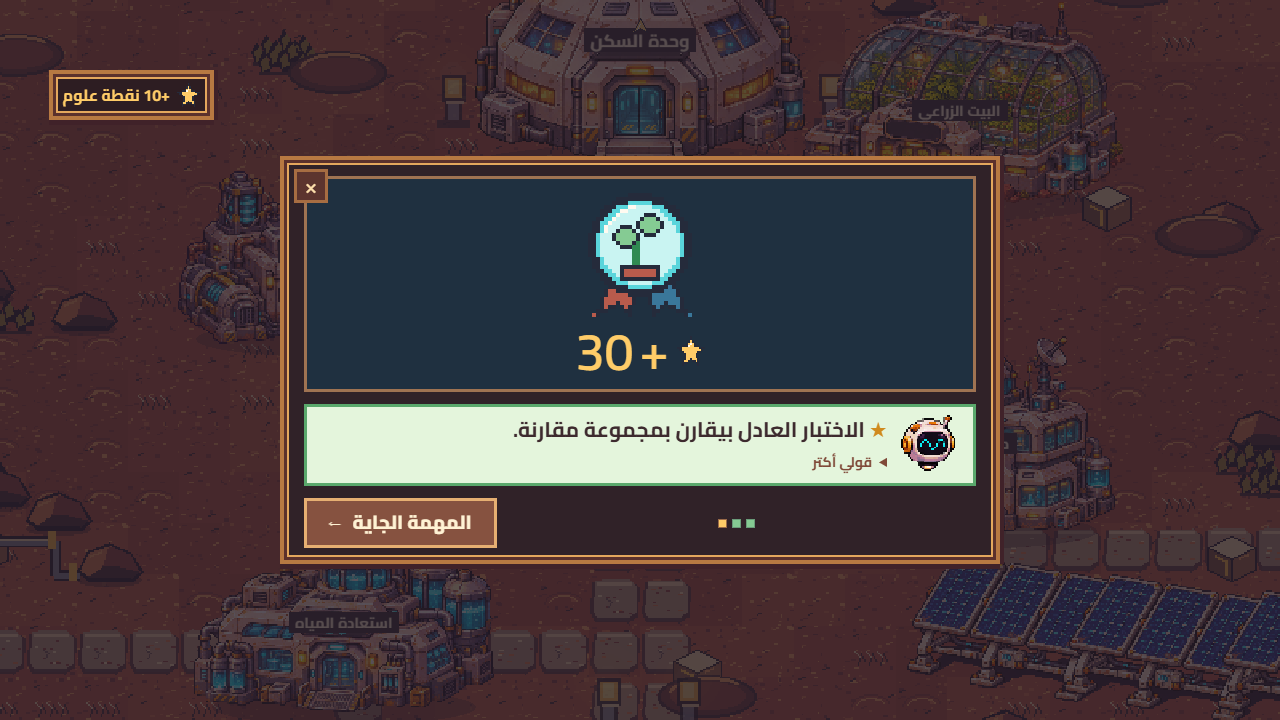 وحدة السكن
+10 نقطة علوم
البيت الزراعي
×
30+
★ الاختبار العادل بيقارن بمجموعة مقارنة.
◀ قولي أكتر
المهمة الجاية ←
استعادة المياه